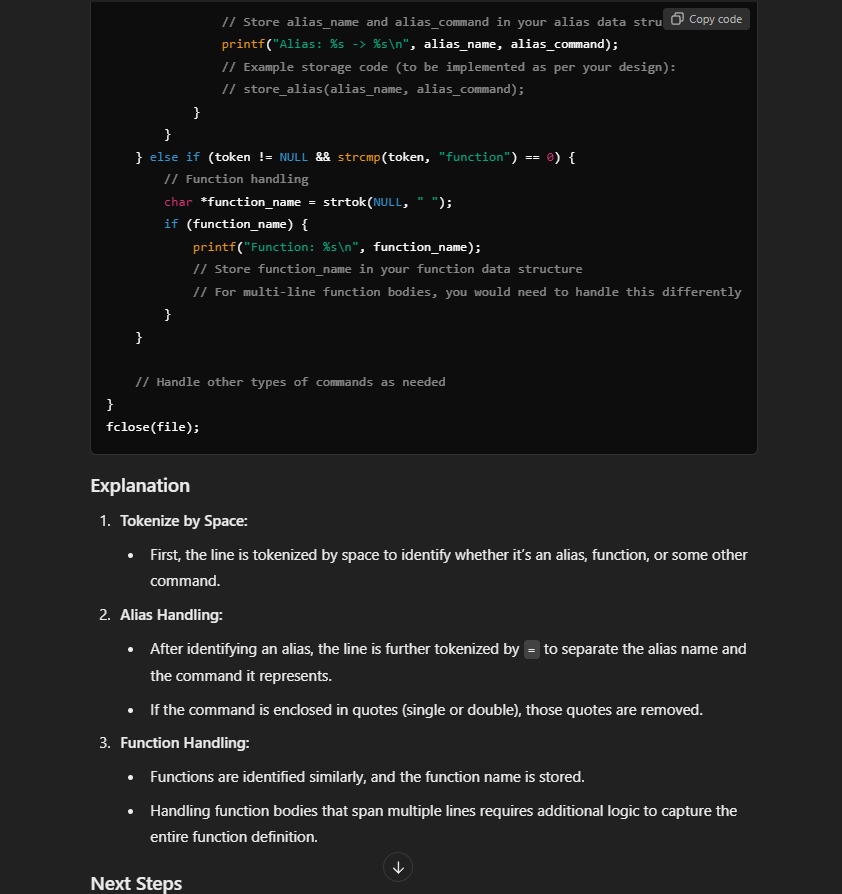 // Store alias_name and alias_command in your alias data
Copy code
printf("Alias: %s -> %s\n", alias_name, alias_command);
// Example storage code (to be implemented as per your design):
// store_alias(alias_name, alias_command);
}
}
} else if (token != NULL && strcmp(token, "function") == 0) {
// Function handling
char *function_name = strtok(NULL, " ");
if (function_name) {
printf("Function: %s\n", function_name);
// Store function_name in your function data structure
// For multi-line function bodies, you would need to handle this differently
}
}
// Handle other types of commands as needed
}
fclose(file);
Explanation
1. Tokenize by Space:
• First, the line is tokenized by space to identify whether it’s an alias, function, or some other
command.
2. Alias Handling:
• After identifying an alias, the line is further tokenized by = to separate the alias name and
the command it represents.
• If the command is enclosed in quotes (single or double), those quotes are removed.
3. Function Handling:
• Functions are identified similarly, and the function name is stored.
• Handling function bodies that span multiple lines requires additional logic to capture the
entire function definition.
Next Steps